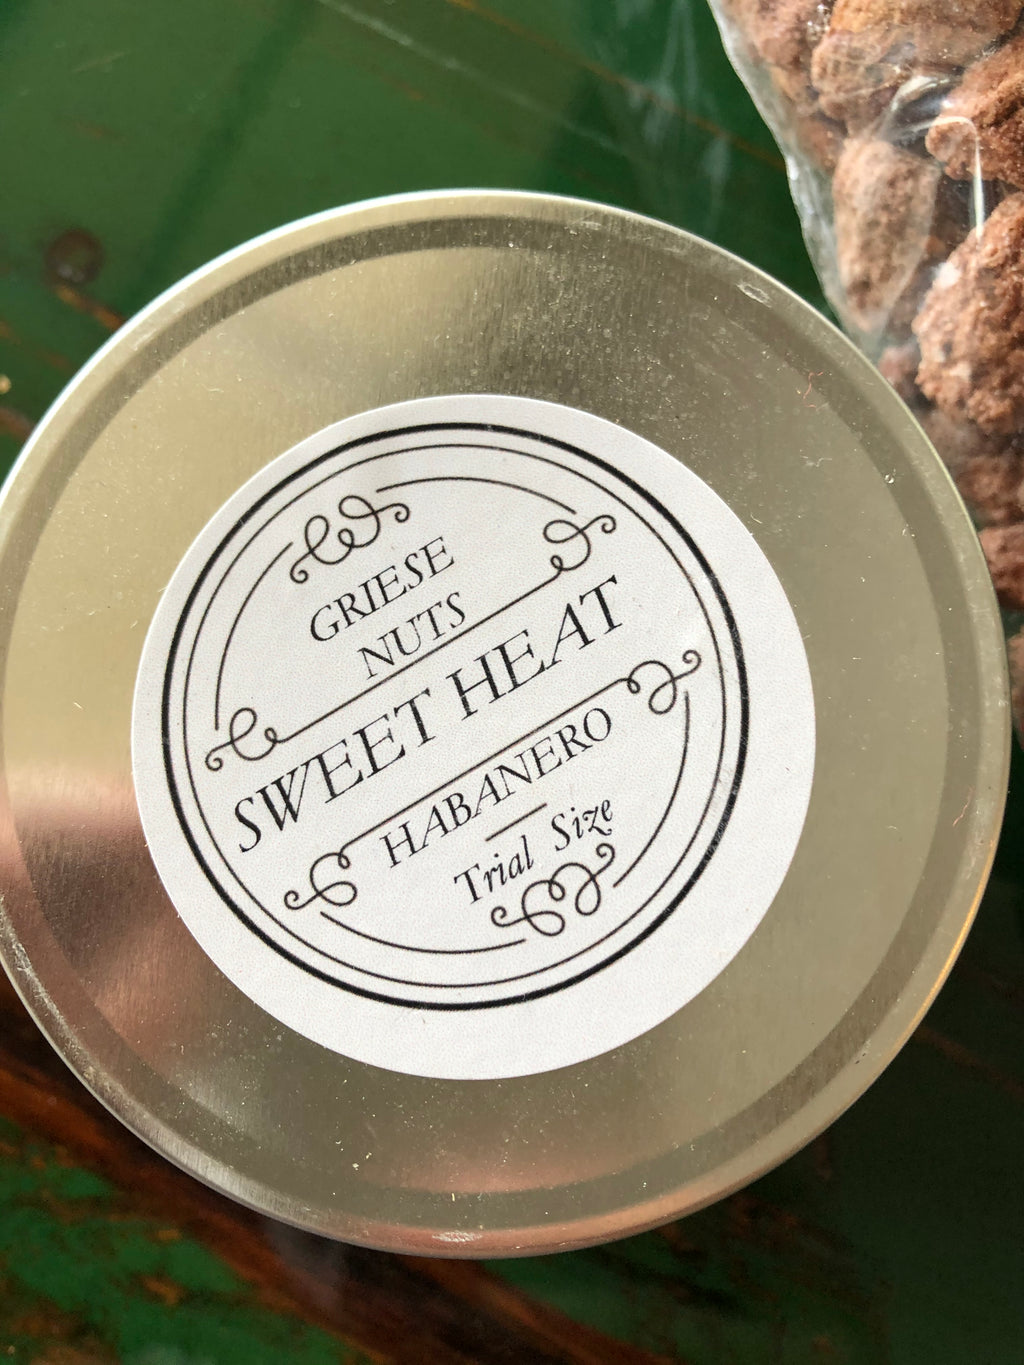 GRIESE
NUTS
SWEET HEAT
HABANERO
Trial Size